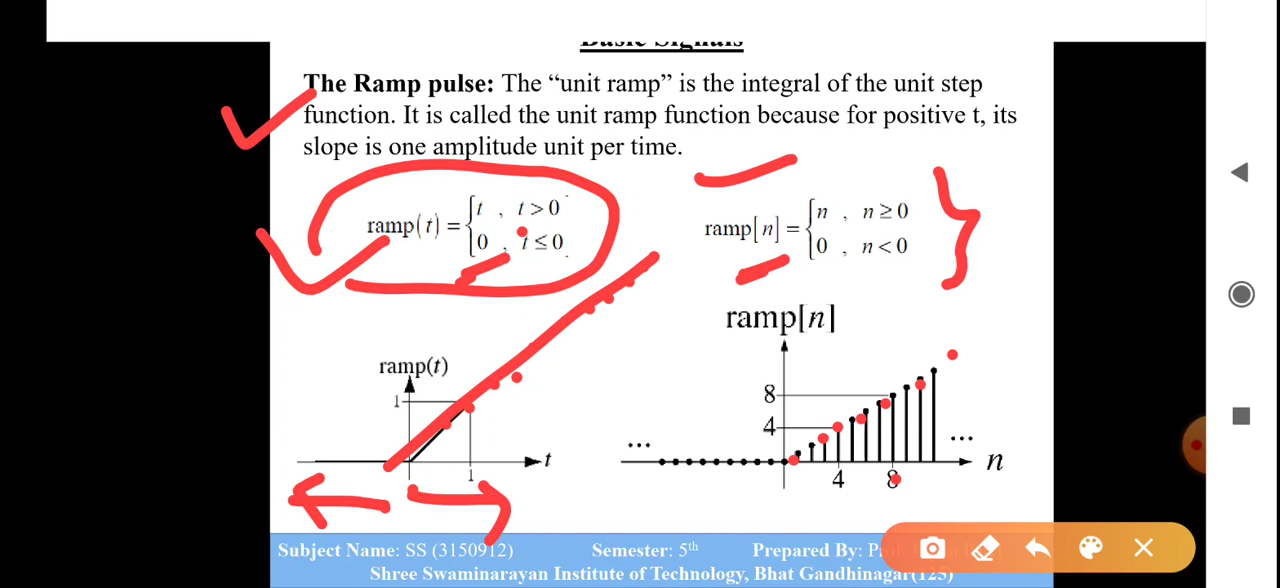 Basic Signals
The Ramp pulse: The “unit ramp” is the integral of the unit step
function. It is called the unit ramp function because for positive t, its
slope is one amplitude unit per time.
ramp(t) = { t , t > 0
0 , t ≤ 0
ramp[n] = { n , n ≥ 0
0 , n < 0
ramp(t)
1
t
1
ramp[n]
8
4
...
...
4
8
n
Subject Name: SS (3150912) Semester: 5th Prepared By:
Shree Swaminarayan Institute of Technology, Bhat Gandhinagar(125)